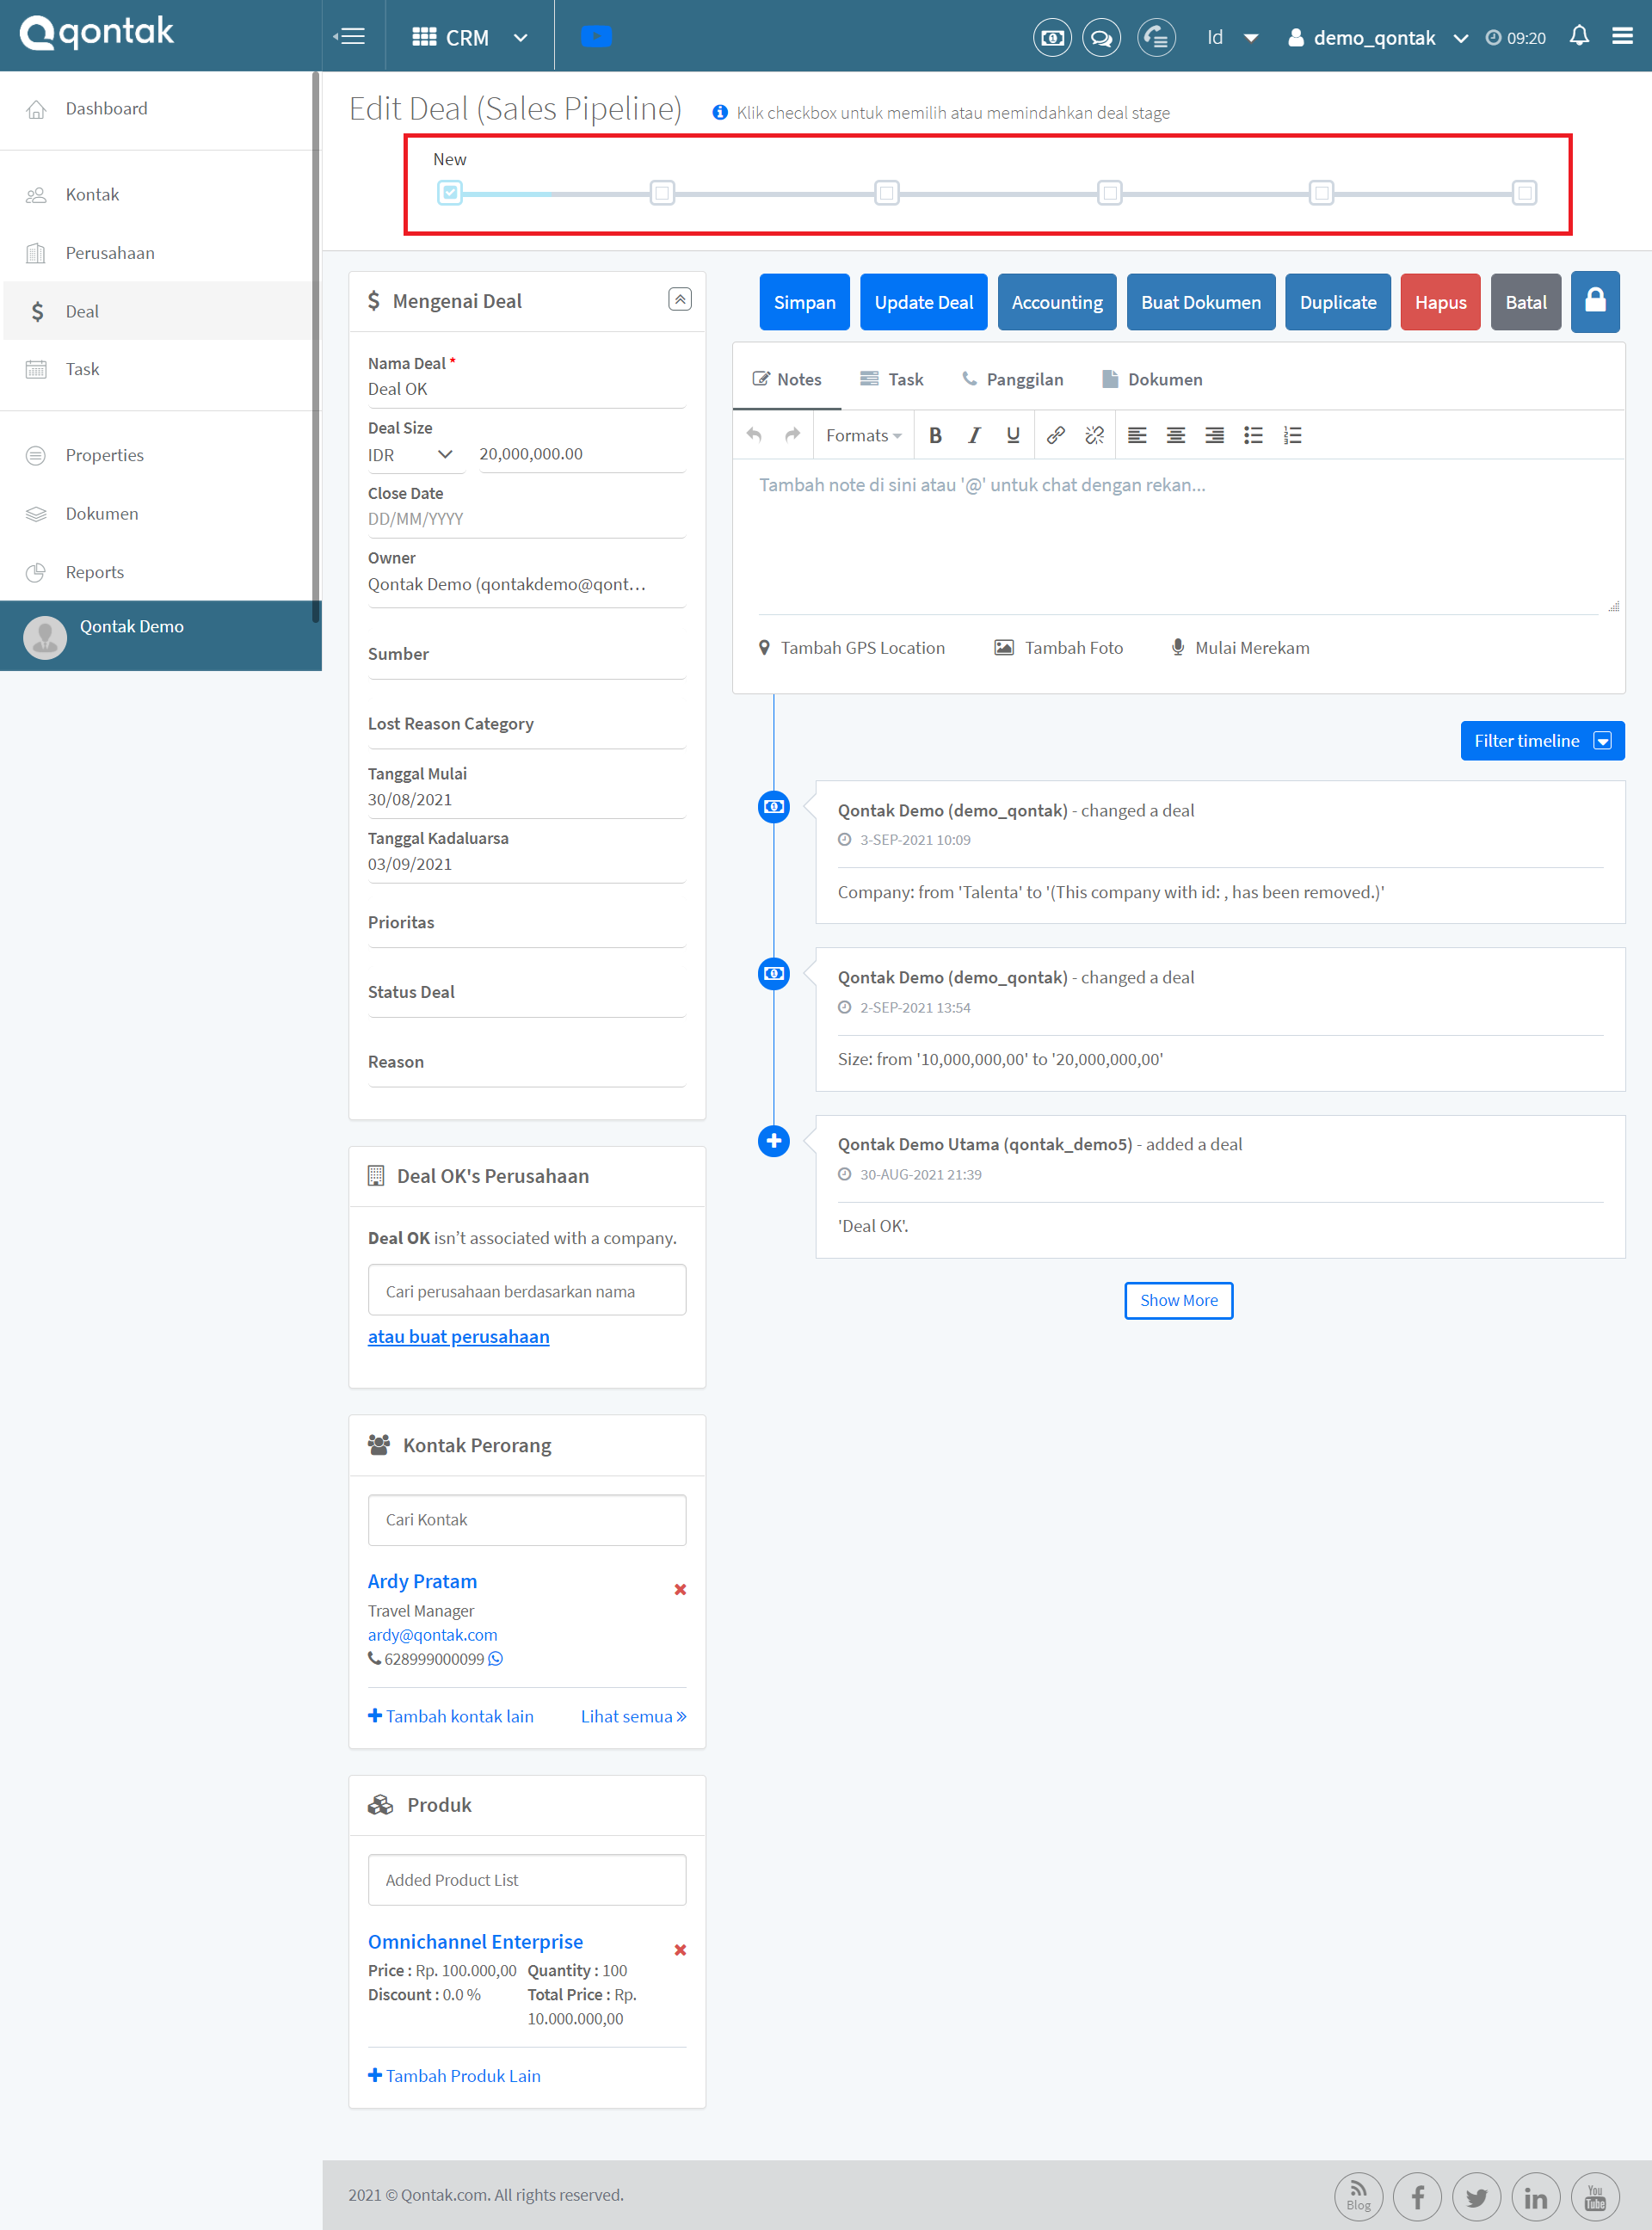 qontak
CRM
Id
demo_qontak
09:20
Dashboard
Kontak
Perusahaan
Deal
Task
Properties
Dokumen
Reports
Qontak Demo
Edit Deal (Sales Pipeline)
Klik checkbox untuk memilih atau memindahkan deal stage
New
Mengenai Deal
Nama Deal *
Deal OK
Deal Size
IDR 20,000,000.00
Close Date
DD/MM/YYYY
Owner
Qontak Demo (qontakdemo@qont...
Sumber
Lost Reason Category
Tanggal Mulai
30/08/2021
Tanggal Kadaluarsa
03/09/2021
Prioritas
Status Deal
Reason
Deal OK's Perusahaan
Deal OK isn't associated with a company.
Cari perusahaan berdasarkan nama
atau buat perusahaan
Kontak Perorang
Cari Kontak
Ardy Pratam
Travel Manager
ardy@qontak.com
628999000099
Tambah kontak lain
Lihat semua »
Produk
Added Product List
Omnichannel Enterprise
Price : Rp. 100.000,00 Quantity : 100
Discount : 0.0 % Total Price : Rp.
10.000.000,00
Tambah Produk Lain
Simpan
Update Deal
Accounting
Buat Dokumen
Duplicate
Hapus
Batal
Notes
Task
Panggilan
Dokumen
Formats
B
I
U
Tambah note di sini atau '@' untuk chat dengan rekan...
Tambah GPS Location
Tambah Foto
Mulai Merekam
Filter timeline
Qontak Demo (demo_qontak) - changed a deal
3-SEP-2021 10:09
Company: from 'Talenta' to '(This company with id: , has been removed.)'
Qontak Demo (demo_qontak) - changed a deal
2-SEP-2021 13:54
Size: from '10,000,000,00' to '20,000,000,00'
Qontak Demo Utama (qontak_demo5) - added a deal
30-AUG-2021 21:39
'Deal OK'.
Show More
2021 © Qontak.com. All rights reserved.
Blog
You
Tube